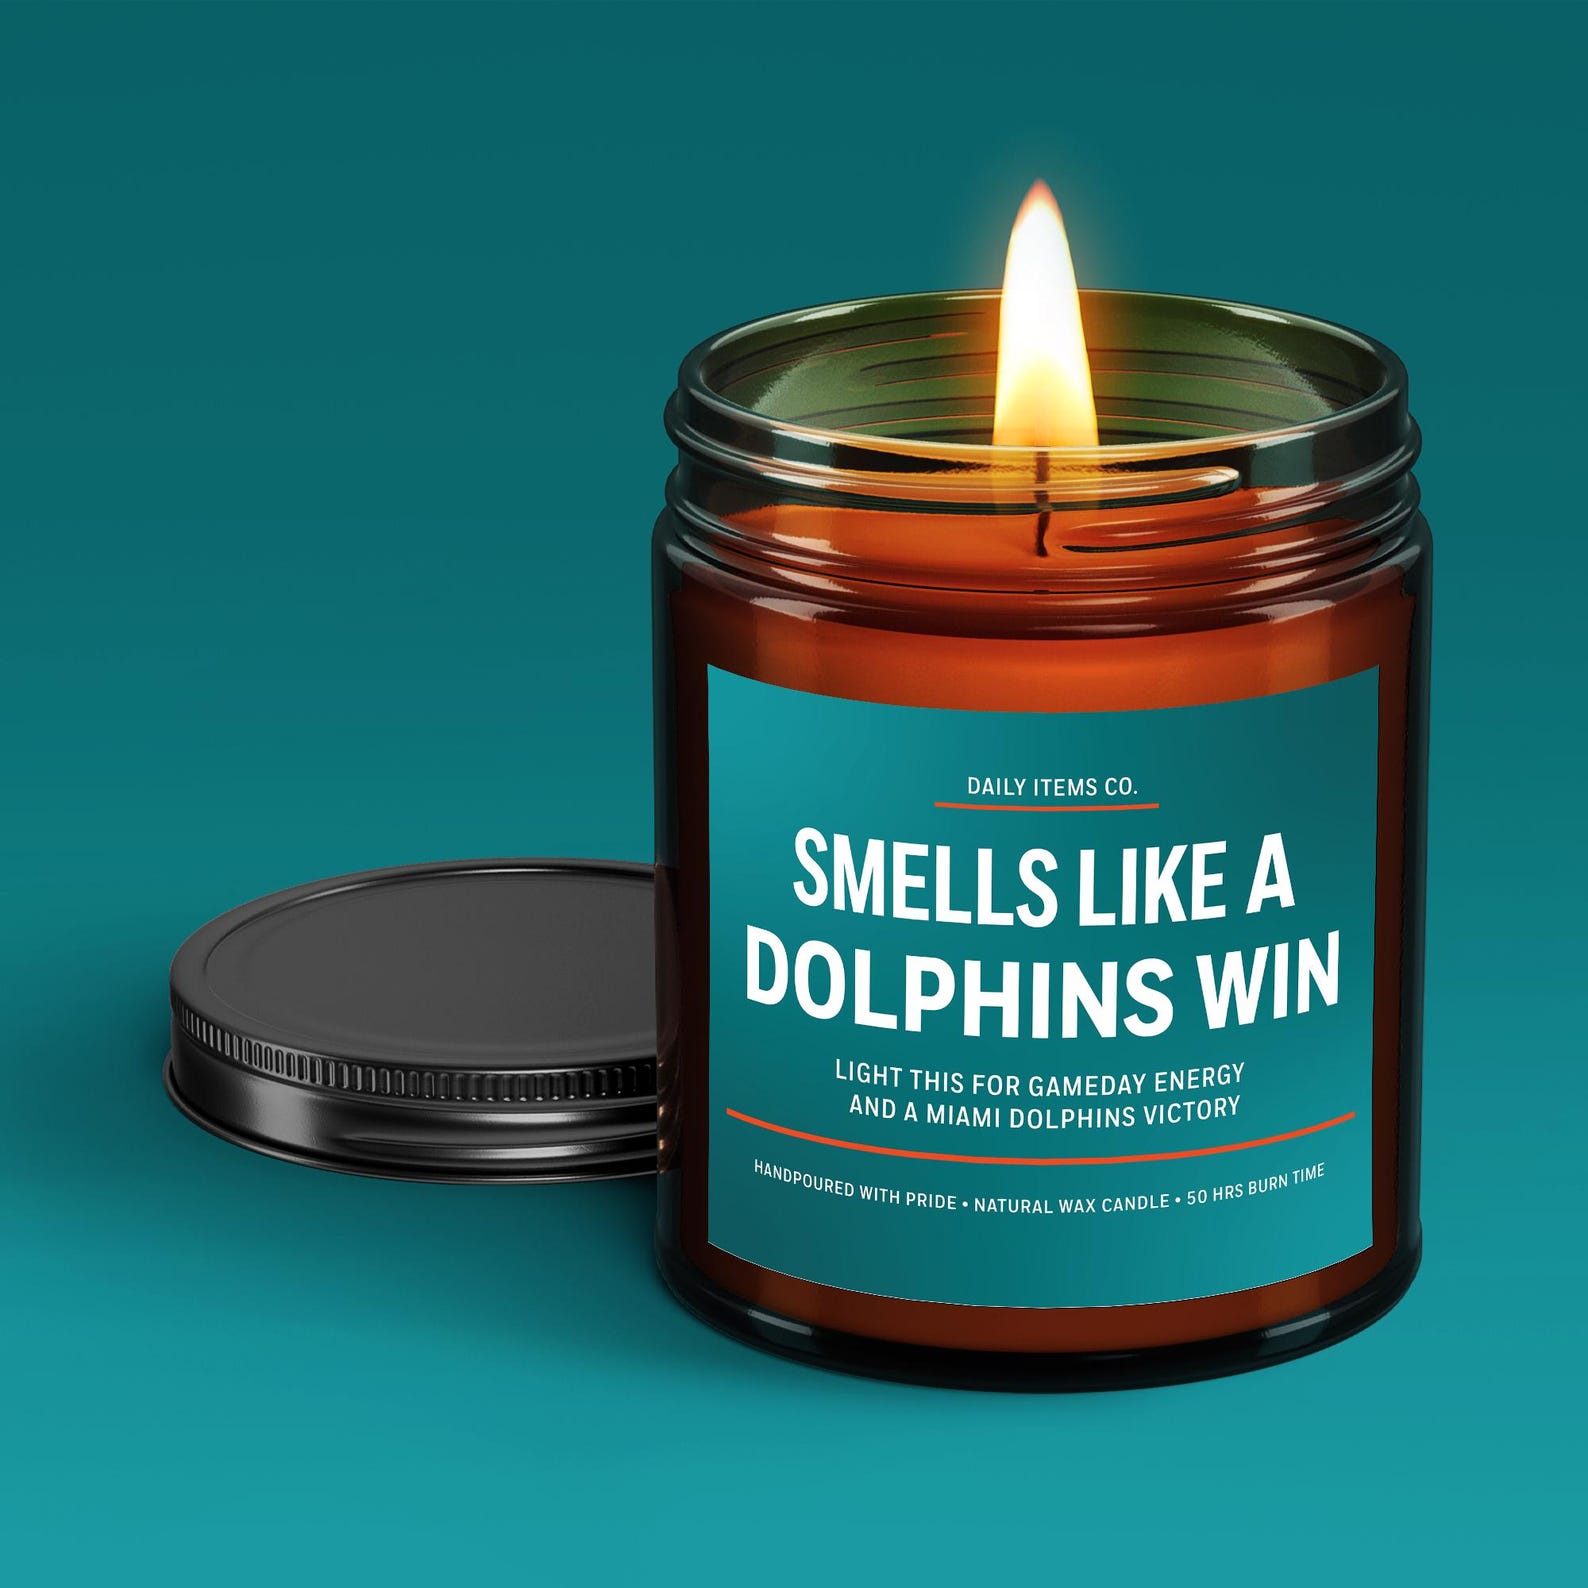 DAILY ITEMS CO.
SMELLS LIKE A
DOLPHINS WIN
LIGHT THIS FOR GAMEDAY ENERGY
AND A MIAMI DOLPHINS VICTORY
HANDPOURED WITH PRIDE • NATURAL WAX CANDLE • 50 HRS BURN TIME